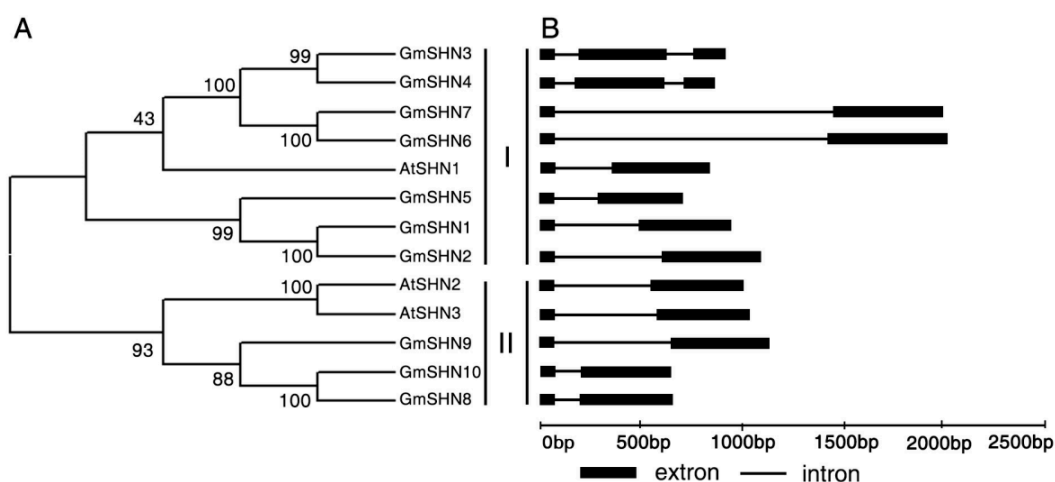 A B
GmSHN3
99
GmSHN4
100
GmSHN7
43
100
GmSHN6
I
AtSHN1
GmSHN5
99
GmSHN1
100
GmSHN2
100
AtSHN2
AtSHN3
II
93
GmSHN9
88
GmSHN10
100
GmSHN8
0bp 500bp 1000bp 1500bp 2000bp 2500bp
extron intron